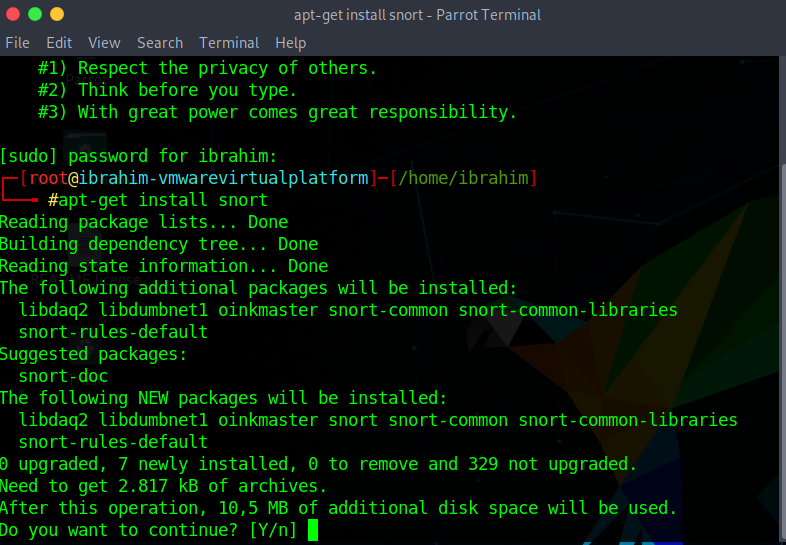 apt-get install snort - Parrot Terminal
File Edit View Search Terminal Help
#1) Respect the privacy of others.
#2) Think before you type.
#3) With great power comes great responsibility.
[sudo] password for ibrahim:
┌─[root@ibrahim-vmwarevirtualplatform]─[/home/ibrahim]
└──╼ #apt-get install snort
Reading package lists... Done
Building dependency tree... Done
Reading state information... Done
The following additional packages will be installed:
libdaq2 libdumbnet1 oinkmaster snort-common snort-common-libraries
snort-rules-default
Suggested packages:
snort-doc
The following NEW packages will be installed:
libdaq2 libdumbnet1 oinkmaster snort snort-common snort-common-libraries
snort-rules-default
0 upgraded, 7 newly installed, 0 to remove and 329 not upgraded.
Need to get 2.817 kB of archives.
After this operation, 10,5 MB of additional disk space will be used.
Do you want to continue? [Y/n]